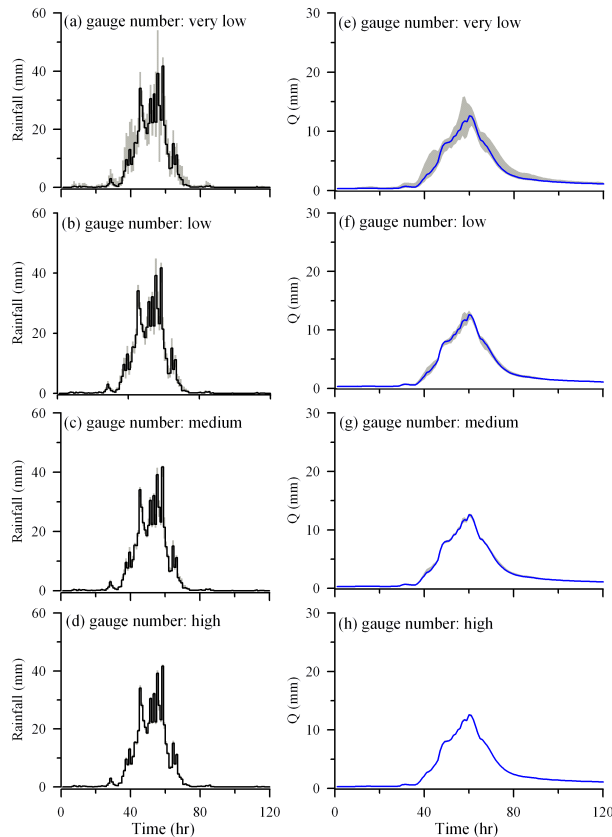 (a) gauge number: very low
60
40
20
0
Rainfall (mm)
(e) gauge number: very low
30
20
10
0
Q (mm)
(b) gauge number: low
60
40
20
0
Rainfall (mm)
(f) gauge number: low
30
20
10
0
Q (mm)
(c) gauge number: medium
60
40
20
0
Rainfall (mm)
(g) gauge number: medium
30
20
10
0
Q (mm)
(d) gauge number: high
60
40
20
0
Rainfall (mm)
0 40 80 120
Time (hr)
(h) gauge number: high
30
20
10
0
Q (mm)
0 40 80 120
Time (hr)